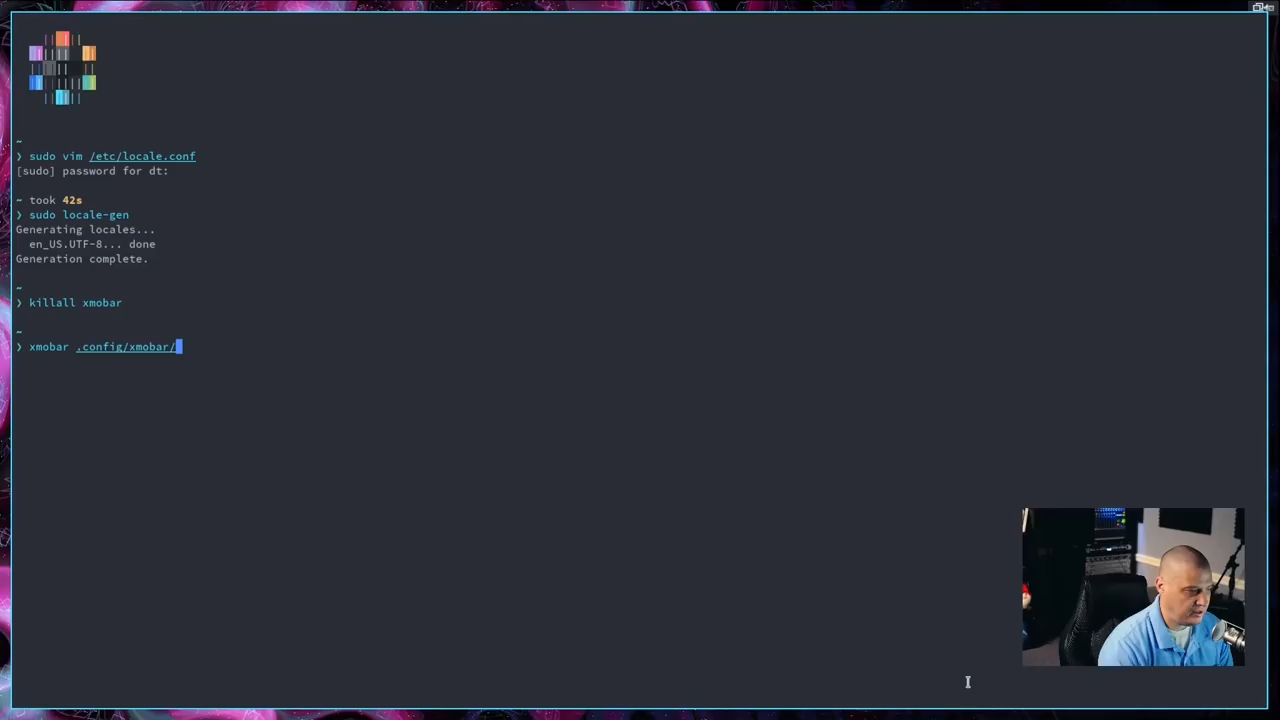 ~
❯ sudo vim /etc/locale.conf
[sudo] password for dt:
~ took 42s
❯ sudo locale-gen
Generating locales...
en_US.UTF-8... done
Generation complete.
~
❯ killall xmobar
~
❯ xmobar .config/xmobar/